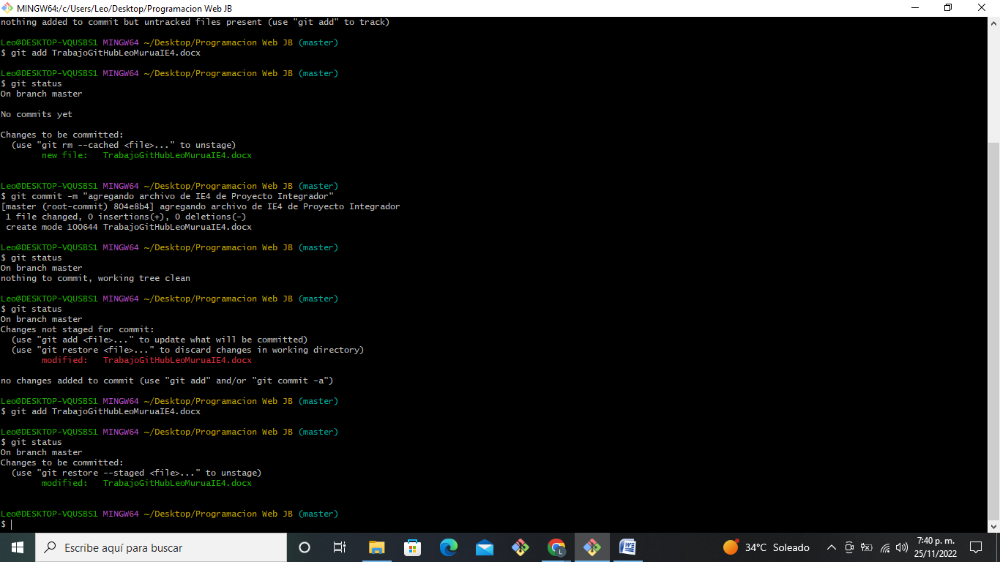 MINGW64:/c/Users/Leo/Desktop/Programacion Web JB
nothing added to commit but untracked files present (use "git add" to track)
Leo@DESKTOP-VQUSBS1 MINGW64 ~/Desktop/Programacion Web JB (master)
$ git add TrabajoGitHubLeoMuruaIE4.docx
Leo@DESKTOP-VQUSBS1 MINGW64 ~/Desktop/Programacion Web JB (master)
$ git status
On branch master
No commits yet
Changes to be committed:
(use "git rm --cached <file>..." to unstage)
new file: TrabajoGitHubLeoMuruaIE4.docx
Leo@DESKTOP-VQUSBS1 MINGW64 ~/Desktop/Programacion Web JB (master)
$ git commit -m "agregando archivo de IE4 de Proyecto Integrador"
[master (root-commit) 804e8b4] agregando archivo de IE4 de Proyecto Integrador
1 file changed, 0 insertions(+), 0 deletions(-)
create mode 100644 TrabajoGitHubLeoMuruaIE4.docx
Leo@DESKTOP-VQUSBS1 MINGW64 ~/Desktop/Programacion Web JB (master)
$ git status
On branch master
nothing to commit, working tree clean
Leo@DESKTOP-VQUSBS1 MINGW64 ~/Desktop/Programacion Web JB (master)
$ git status
On branch master
Changes not staged for commit:
(use "git add <file>..." to update what will be committed)
(use "git restore <file>..." to discard changes in working directory)
modified: TrabajoGitHubLeoMuruaIE4.docx
no changes added to commit (use "git add" and/or "git commit -a")
Leo@DESKTOP-VQUSBS1 MINGW64 ~/Desktop/Programacion Web JB (master)
$ git add TrabajoGitHubLeoMuruaIE4.docx
Leo@DESKTOP-VQUSBS1 MINGW64 ~/Desktop/Programacion Web JB (master)
$ git status
On branch master
Changes to be committed:
(use "git restore --staged <file>..." to unstage)
modified: TrabajoGitHubLeoMuruaIE4.docx
Leo@DESKTOP-VQUSBS1 MINGW64 ~/Desktop/Programacion Web JB (master)
$
Escribe aquí para buscar
L
W
34°C Soleado
7:40 p. m.
25/11/2022